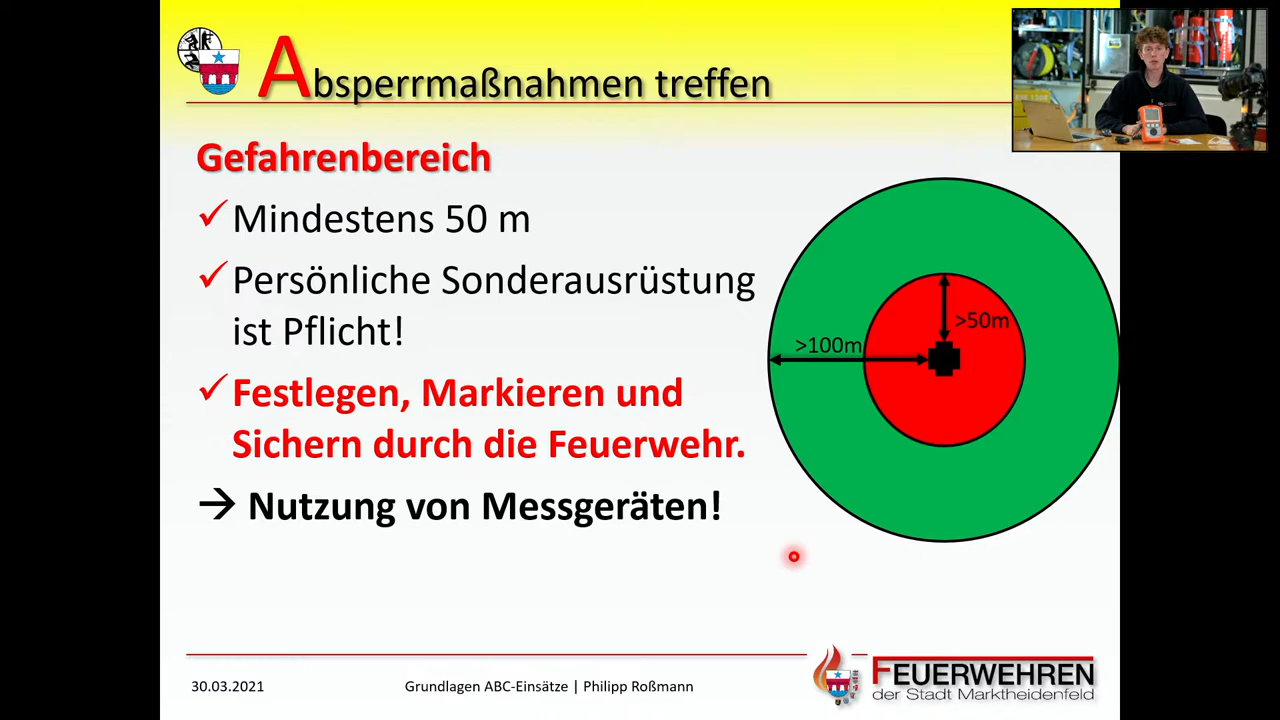 Absperrmaßnahmen treffen
Gefahrenbereich
✓ Mindestens 50 m
✓ Persönliche Sonderausrüstung
ist Pflicht!
✓ Festlegen, Markieren und
Sichern durch die Feuerwehr.
→ Nutzung von Messgeräten!
>50m
>100m
30.03.2021
Grundlagen ABC-Einsätze | Philipp Roßmann
FEUERWEHREN
der Stadt Marktheidenfeld